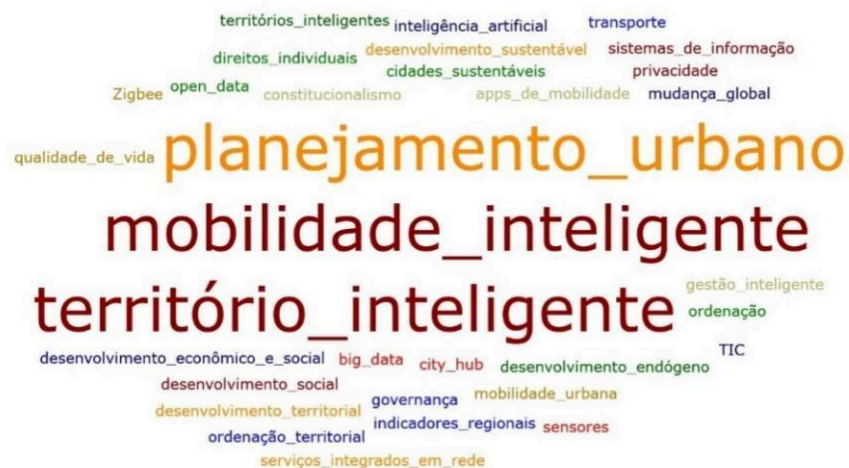 territórios_inteligentes inteligência_artificial transporte
direitos_individuais desenvolvimento_sustentável sistemas_de_informação
cidades_sustentáveis privacidade
Zigbee open_data constitucionalismo apps_de_mobilidade mudança_global
qualidade_de_vida planejamento_urbano
mobilidade_inteligente
território_inteligente gestão_inteligente
ordenação
desenvolvimento_econômico_e_social big_data city_hub desenvolvimento_endógeno TIC
desenvolvimento_social
desenvolvimento_territorial governança mobilidade_urbana
ordenação_territorial indicadores_regionais sensores
serviços_integrados_em_rede